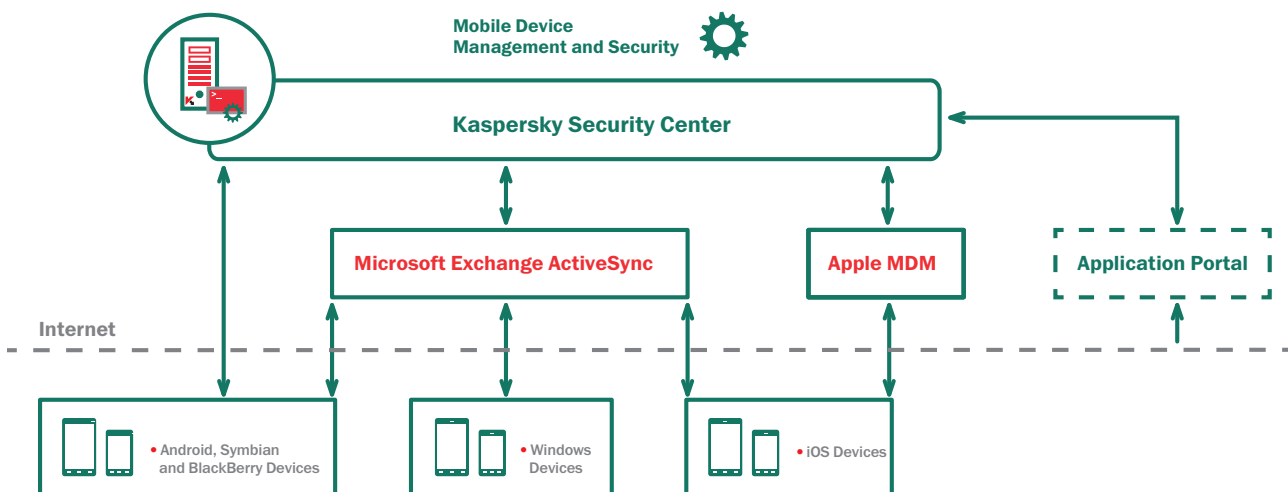 Mobile Device
Management and Security
>_
K
Kaspersky Security Center
Microsoft Exchange ActiveSync
Apple MDM
Application Portal
Internet
• Android, Symbian
and BlackBerry Devices
• Windows
Devices
• iOS Devices